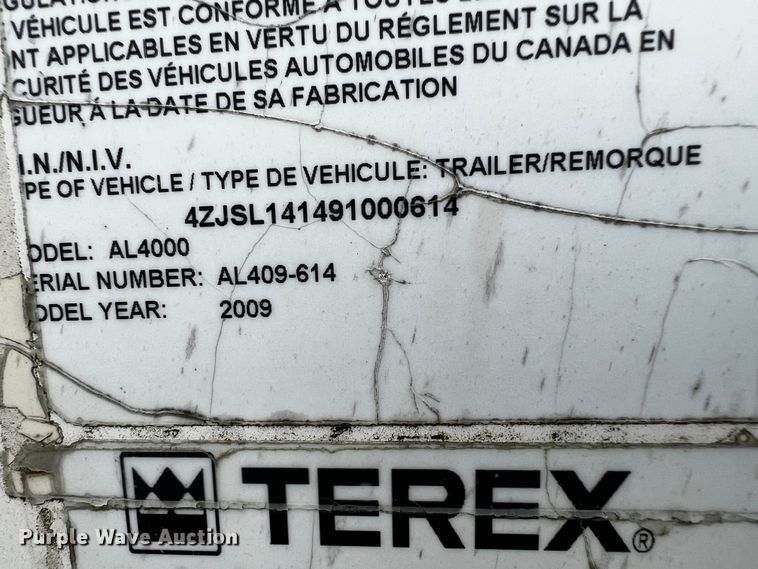 VÉHICULE EST CONFORME À TOUTES
NT APPLICABLES EN VERTU DU RÉGLEMENT SUR LA
CURITÉ DES VÉHICULES AUTOMOBILES DU CANADA EN
GUEUR Á LA DATE DE SA FABRICATION
.I.N./N.I.V.
PE OF VEHICLE / TYPE DE VEHICULE: TRAILER/REMORQUE
4ZJSL141491000614
ODEL: AL4000
ERIAL NUMBER: AL409-614
ODEL YEAR: 2009
TEREX®
Purple Wave Auction